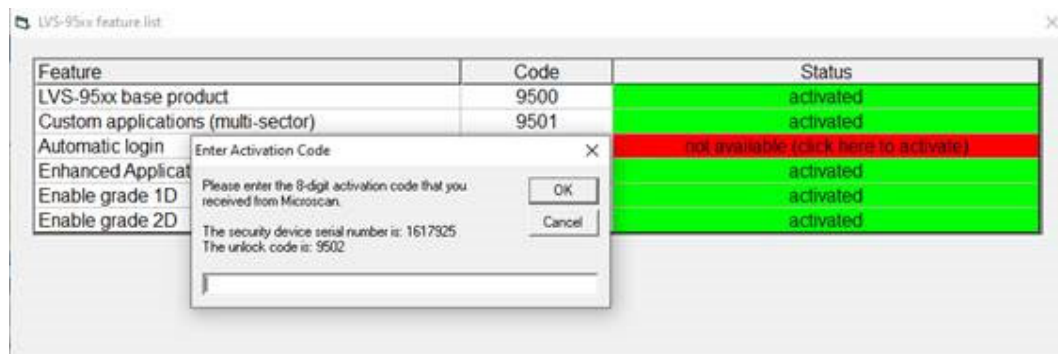 LVS-95xx feature list
Feature Code Status
LVS-95xx base product 9500 activated
Custom applications (multi-sector) 9501 activated
Automatic login not available (click here to activate)
Enhanced Applicat activated
Enable grade 1D activated
Enable grade 2D activated
Enter Activation Code
Please enter the 8-digit activation code that you
received from Microscan.
The security device serial number is: 1617925
The unlock code is: 9502
OK
Cancel